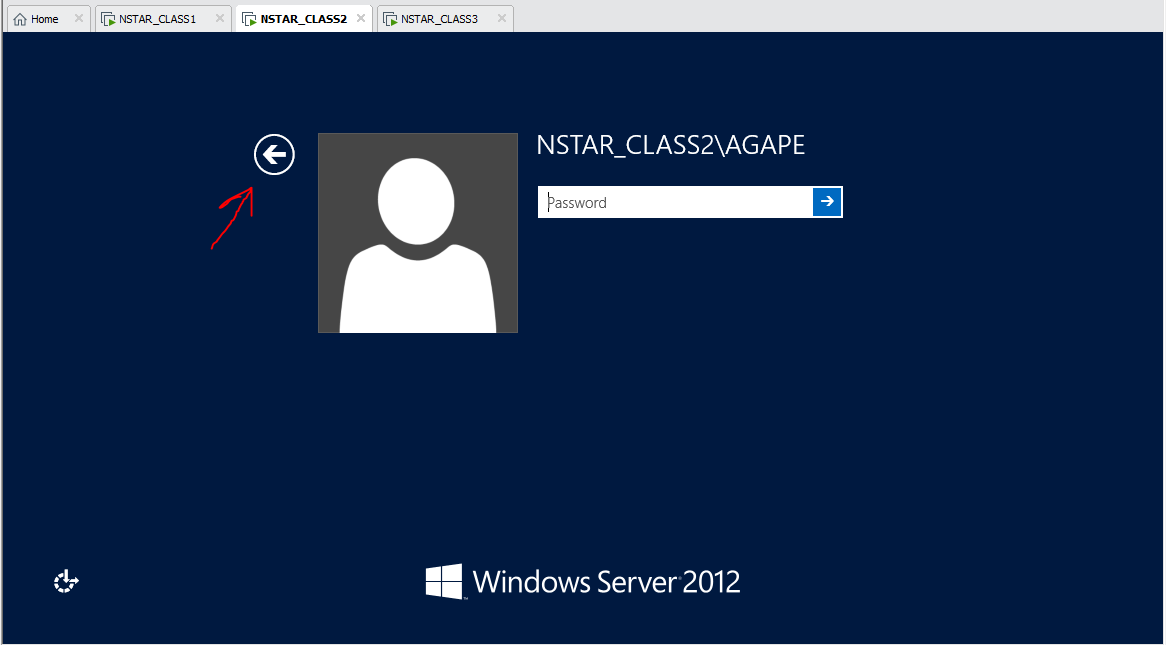 Home
NSTAR_CLASS1
NSTAR_CLASS2
NSTAR_CLASS3
NSTAR_CLASS2\AGAPE
Password
Windows Server 2012